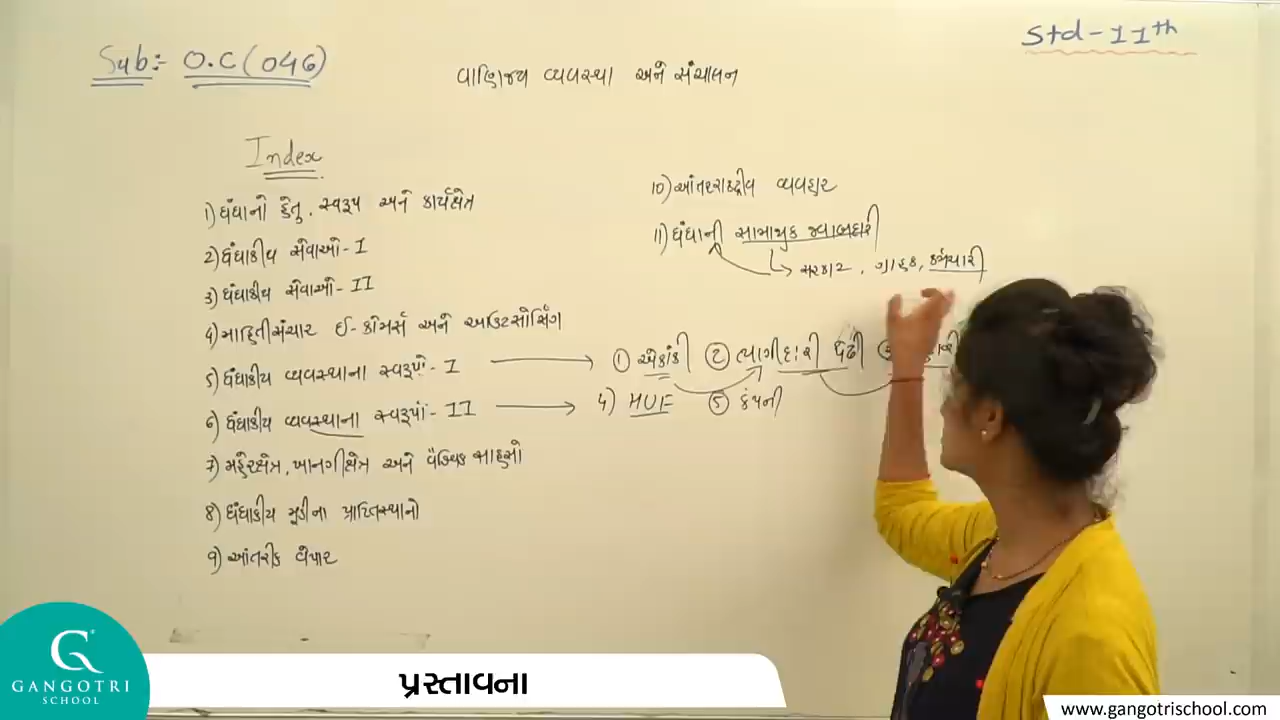 Sub:- O.C (046)
Std - 11th
વાણિજ્ય વ્યવસ્થા અને સંચાલન
Index
1) ધંધાનો હેતુ, સ્વરૂપ અને કાર્યક્ષેત્ર
2) ધંધાકીય સેવાઓ - I
3) ધંધાકીય સેવાઓ - II
4) માહિતીસંચાર ઈ-કોમર્સ અને આઉટસોર્સિંગ
5) ધંધાકીય વ્યવસ્થાના સ્વરૂપો - I
① એકાંકી ② ભાગીદારી પેઢી
6) ધંધાકીય વ્યવસ્થાના સ્વરૂપો - II
4) HUF ⑤ કંપની
7) જાહેરક્ષેત્ર, ખાનગીક્ષેત્ર અને વૈશ્વિક સાહસો
8) ધંધાકીય મૂડીના પ્રાપ્તિસ્થાનો
9) આંતરીક વેપાર
10) આંતરરાષ્ટ્રીય વ્યવહાર
11) ધંધાની સામાજીક જવાબદારી
સરકાર, ગ્રાહક, કર્મચારી
GANGOTRI
SCHOOL
પ્રસ્તાવના
www.gangotrischool.com